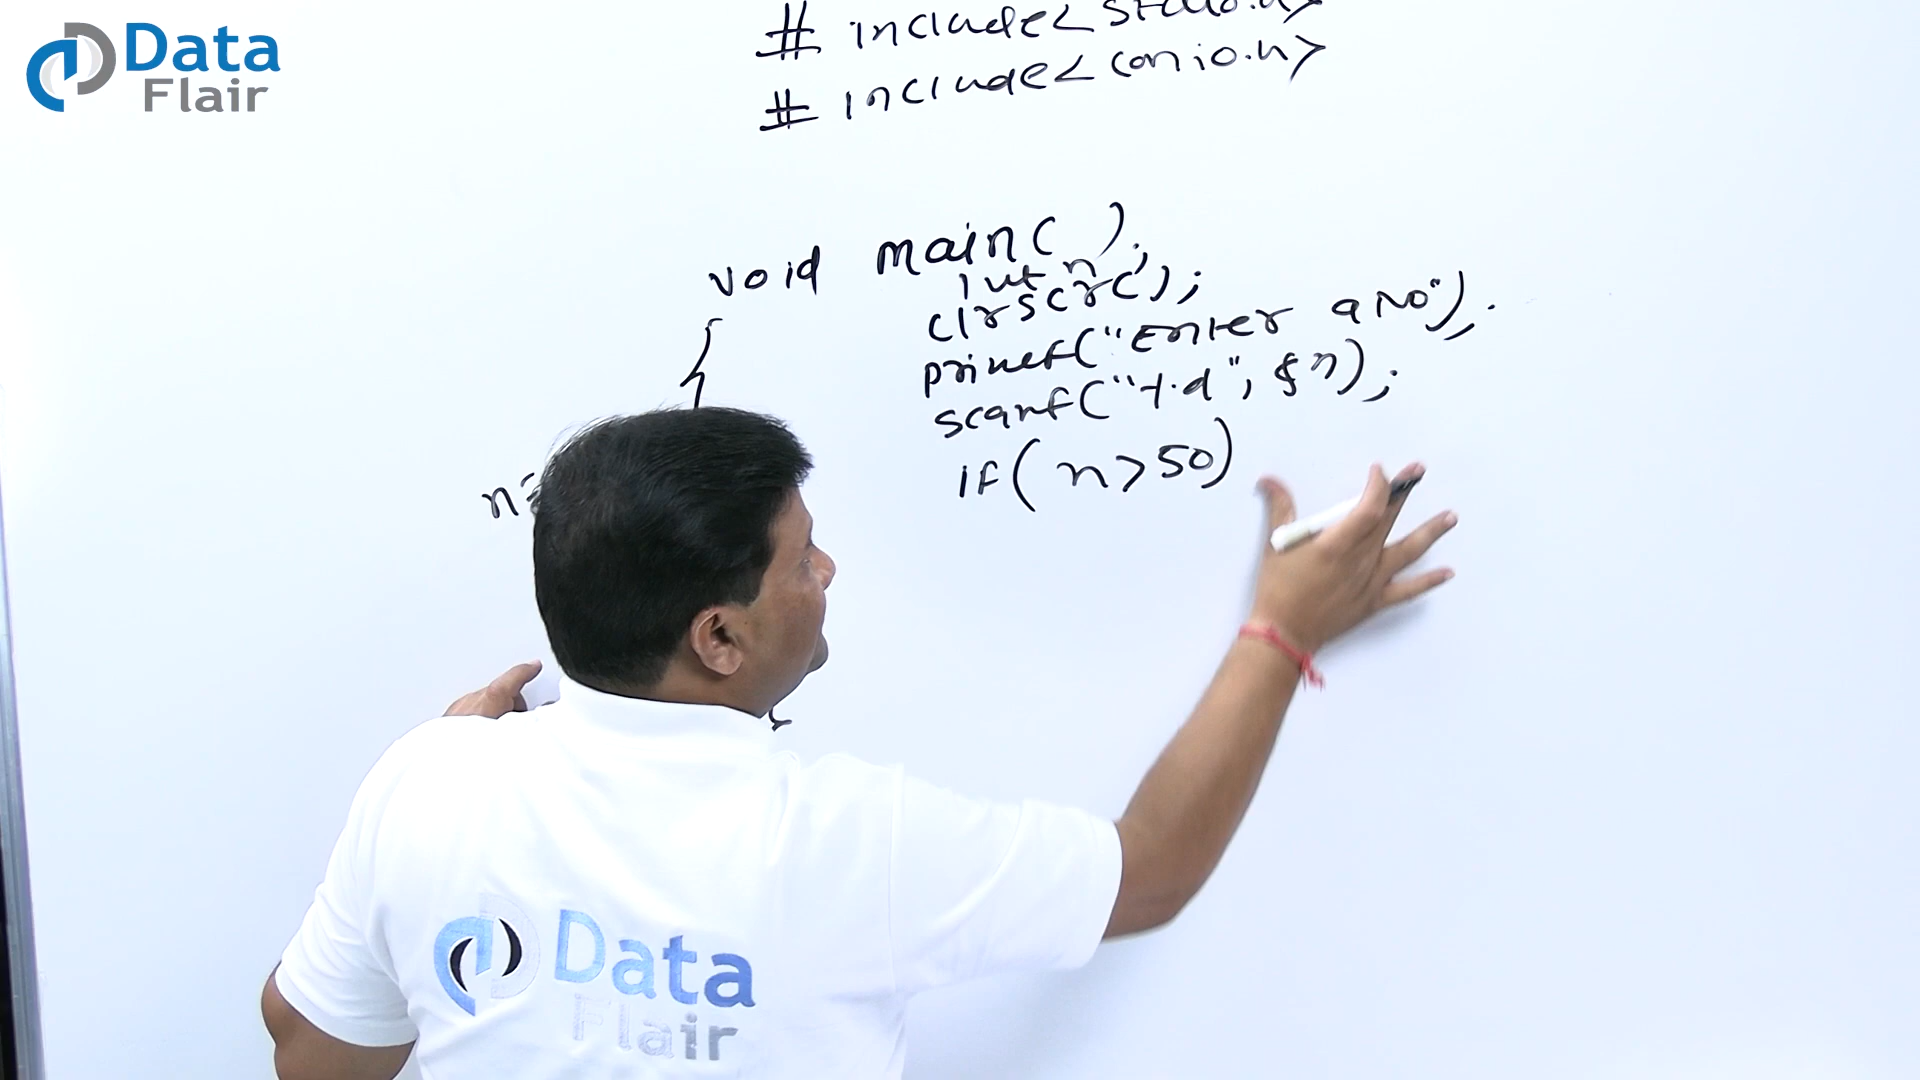 Data
Flair
# include<stdio.h>
# include<conio.h>
void main( );
int n
clrscr( );
printf("Enter a No");
scanf("%d", &n);
if( n>50)
n=
Data
Flair